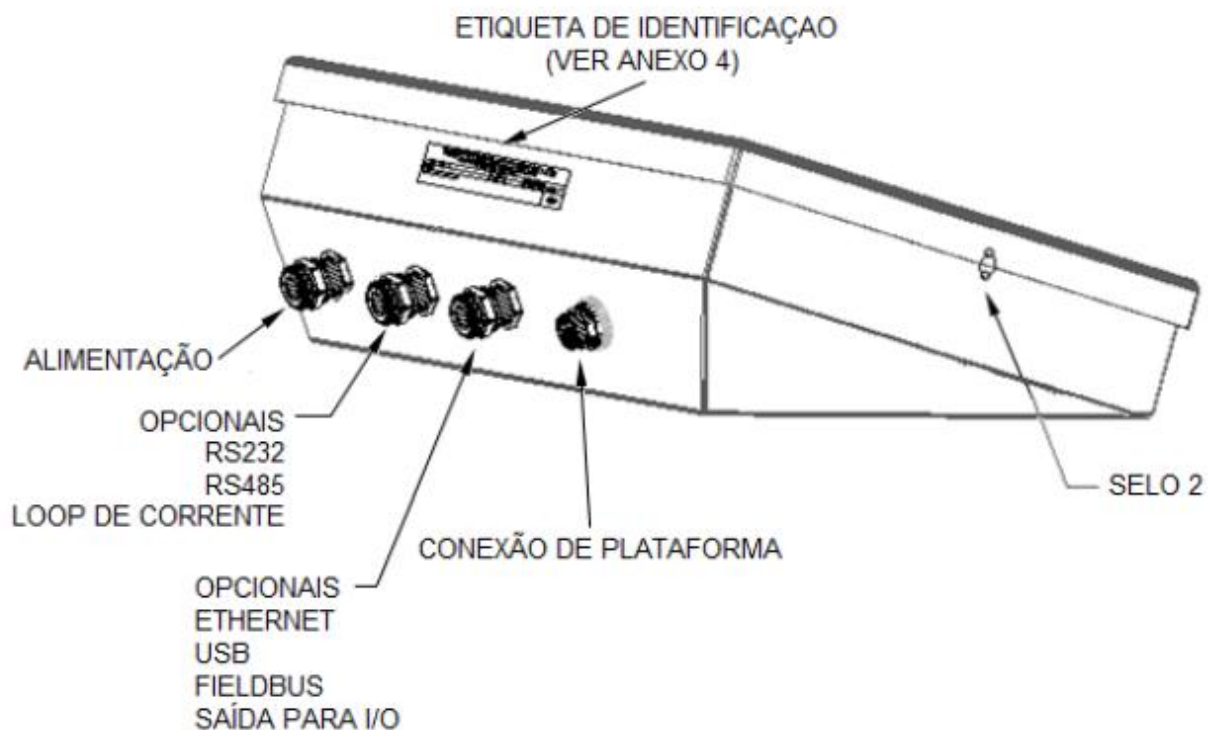 ETIQUETA DE IDENTIFICAÇAO
(VER ANEXO 4)
ALIMENTAÇÃO
OPCIONAIS
RS232
RS485
LOOP DE CORRENTE
SELO 2
CONEXÃO DE PLATAFORMA
OPCIONAIS
ETHERNET
USB
FIELDBUS
SAÍDA PARA I/O